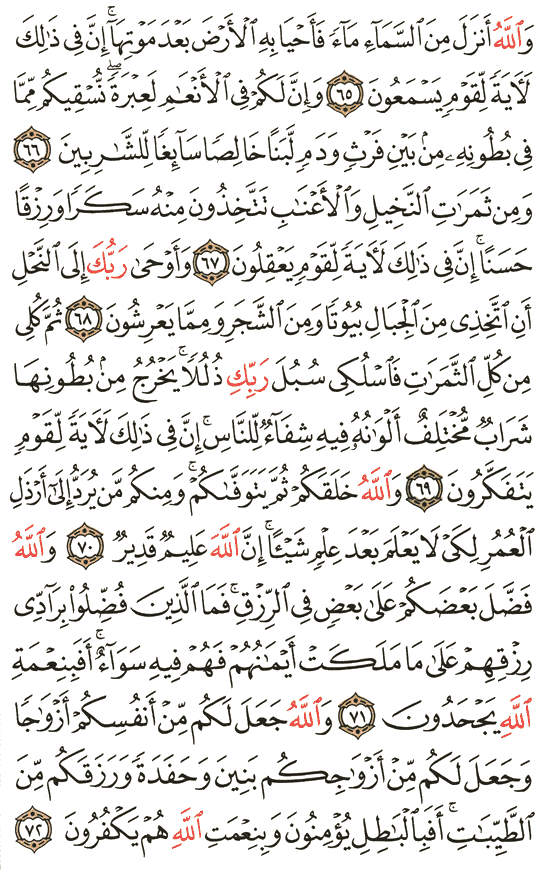 وَٱللَّهُ أَنزَلَ مِنَ ٱلسَّمَآءِ مَآءً فَأَحْيَا بِهِ ٱلْأَرْضَ بَعْدَ مَوْتِهَآ ۚ إِنَّ فِى ذَٰلِكَ
لَـَٔايَةً لِّقَوْمٍ يَسْمَعُونَ ٦٥ وَإِنَّ لَكُمْ فِى ٱلْأَنْعَٰمِ لَعِبْرَةً ۖ نُّسْقِيكُم مِّمَّا
فِى بُطُونِهِۦ مِنۢ بَيْنِ فَرْثٍ وَدَمٍ لَّبَنًا خَالِصًا سَآئِغًا لِّلشَّٰرِبِينَ ٦٦
وَمِن ثَمَرَٰتِ ٱلنَّخِيلِ وَٱلْأَعْنَٰبِ تَتَّخِذُونَ مِنْهُ سَكَرًا وَرِزْقًا
حَسَنًا ۗ إِنَّ فِى ذَٰلِكَ لَـَٔايَةً لِّقَوْمٍ يَعْقِلُونَ ٦٧ وَأَوْحَىٰ رَبُّكَ إِلَى ٱلنَّحْلِ
أَنِ ٱتَّخِذِى مِنَ ٱلْجِبَالِ بُيُوتًا وَمِنَ ٱلشَّجَرِ وَمِمَّا يَعْرِشُونَ ٦٨ ثُمَّ كُلِى
مِن كُلِّ ٱلثَّمَرَٰتِ فَٱسْلُكِى سُبُلَ رَبِّكِ ذُلُلًا ۚ يَخْرُجُ مِنۢ بُطُونِهَا
شَرَابٌ مُّخْتَلِفٌ أَلْوَٰنُهُۥ فِيهِ شِفَآءٌ لِّلنَّاسِ ۗ إِنَّ فِى ذَٰلِكَ لَـَٔايَةً لِّقَوْمٍ
يَتَفَكَّرُونَ ٦٩ وَٱللَّهُ خَلَقَكُمْ ثُمَّ يَتَوَفَّىٰكُمْ ۚ وَمِنكُم مَّن يُرَدُّ إِلَىٰٓ أَرْذَلِ
ٱلْعُمُرِ لِكَىْ لَا يَعْلَمَ بَعْدَ عِلْمٍ شَيْـًٔا ۚ إِنَّ ٱللَّهَ عَلِيمٌ قَدِيرٌ ٧٠ وَٱللَّهُ
فَضَّلَ بَعْضَكُمْ عَلَىٰ بَعْضٍ فِى ٱلرِّزْقِ ۚ فَمَا ٱلَّذِينَ فُضِّلُوا۟ بِرَآدِّى
رِزْقِهِمْ عَلَىٰ مَا مَلَكَتْ أَيْمَٰنُهُمْ فَهُمْ فِيهِ سَوَآءٌ ۚ أَفَبِنِعْمَةِ
ٱللَّهِ يَجْحَدُونَ ٧١ وَٱللَّهُ جَعَلَ لَكُم مِّنْ أَنفُسِكُمْ أَزْوَٰجًا
وَجَعَلَ لَكُم مِّنْ أَزْوَٰجِكُم بَنِينَ وَحَفَدَةً وَرَزَقَكُم مِّنَ
ٱلطَّيِّبَٰتِ ۚ أَفَبِٱلْبَٰطِلِ يُؤْمِنُونَ وَبِنِعْمَتِ ٱللَّهِ هُمْ يَكْفُرُونَ ٧٢